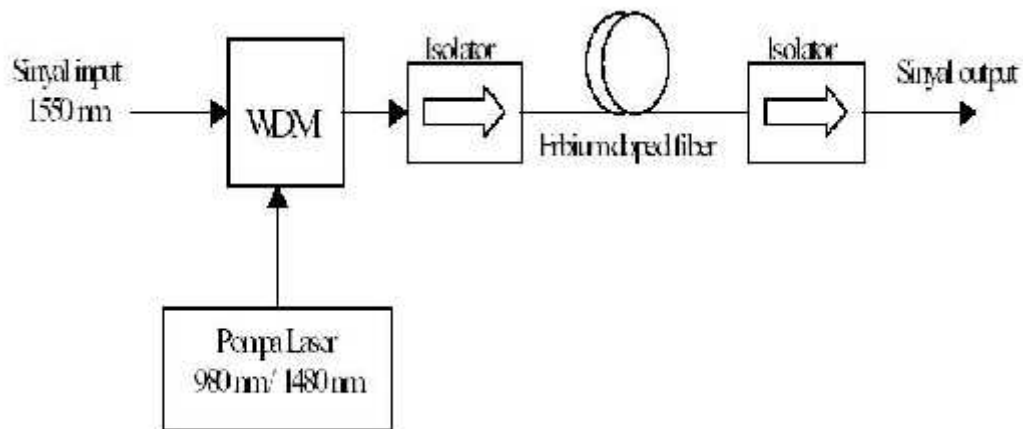 Sinyal input
1550 nm
WDM
Isolator
Erbium doped fiber
Isolator
Sinyal output
Pompa Laser
980 nm/ 1480 nm